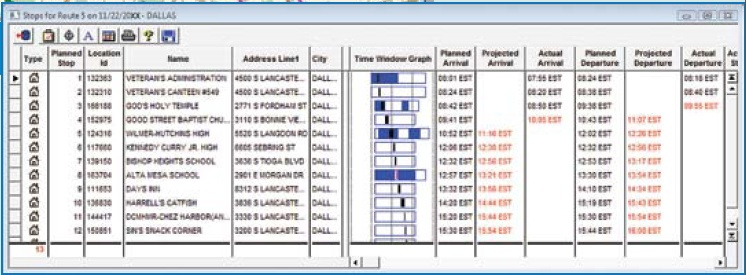 Stops for Route 5 on 11/22/20XX - DALLAS
Type Planned Stop Location Id Name Address Line1 City Time Window Graph Planned Arrival Projected Arrival Actual Arrival Planned Departure Projected Departure Actual Departure Ac St
1 132363 VETERAN'S ADMINISTRATION 4500 S LANCASTE... DALL... 08:01 EST 07:55 EST 08:24 EST 08:18 EST
2 132310 VETERAN'S CANTEEN #549 4500 S LANCASTE... DALL... 08:24 EST 08:20 EST 08:38 EST 08:40 EST
3 166188 GOD'S HOLY TEMPLE 2771 S FORDHAM ST DALL... 08:42 EST 08:50 EST 09:38 EST 09:55 EST
4 152975 GOOD STREET BAPTIST CHU... 3110 S BONNIE VIE... DALL... 09:41 EST 10:05 EST 10:43 EST 11:07 EST
5 124316 WILMER-HUTCHINS HIGH 5520 S LANGDON RD DALL... 10:52 EST 11:16 EST 12:02 EST 12:26 EST
6 117660 KENNEDY CURRY JR. HIGH 6605 SEBRING ST DALL... 12:06 EST 12:30 EST 12:32 EST 12:56 EST
7 139150 BISHOP HEIGHTS SCHOOL 3636 S TIOGA BLVD DALL... 12:36 EST 12:56 EST 12:53 EST 13:17 EST
8 163704 ALTA MESA SCHOOL 2901 E MORGAN DR DALL... 12:57 EST 13:21 EST 13:30 EST 13:54 EST
9 111653 DAYS INN 8312 S LANCASTE... DALL... 13:32 EST 13:56 EST 14:10 EST 14:34 EST
10 136830 HARRELL'S CATFISH 3636 S LANCASTE... DALL... 14:20 EST 14:44 EST 15:19 EST 15:43 EST
11 144417 DCMHMR-CHEZ HARBOR(AN... 3330 S LANCASTE... DALL... 15:20 EST 15:44 EST 15:30 EST 15:54 EST
12 150851 SIN'S SNACK CORNER 3200 S LANCASTE... DALL... 15:30 EST 15:54 EST 15:44 EST 16:08 EST
13